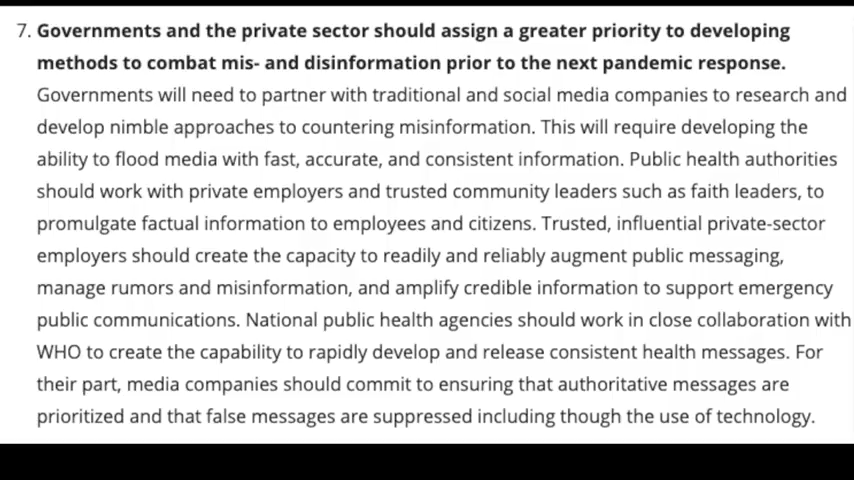 7. Governments and the private sector should assign a greater priority to developing
methods to combat mis- and disinformation prior to the next pandemic response.
Governments will need to partner with traditional and social media companies to research and
develop nimble approaches to countering misinformation. This will require developing the
ability to flood media with fast, accurate, and consistent information. Public health authorities
should work with private employers and trusted community leaders such as faith leaders, to
promulgate factual information to employees and citizens. Trusted, influential private-sector
employers should create the capacity to readily and reliably augment public messaging,
manage rumors and misinformation, and amplify credible information to support emergency
public communications. National public health agencies should work in close collaboration with
WHO to create the capability to rapidly develop and release consistent health messages. For
their part, media companies should commit to ensuring that authoritative messages are
prioritized and that false messages are suppressed including though the use of technology.